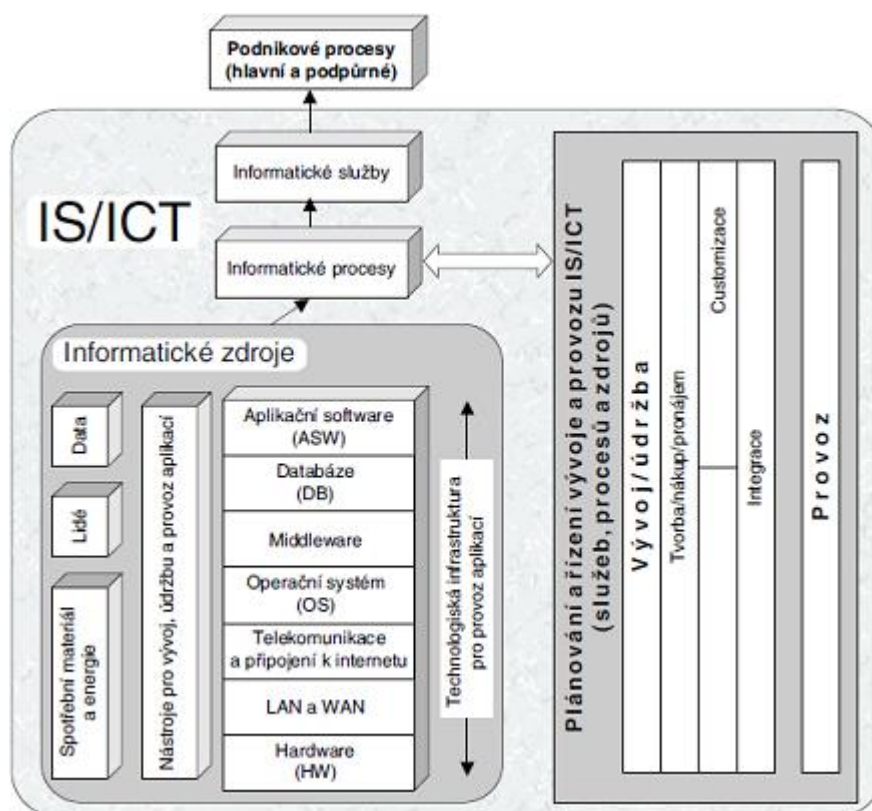 Podnikové procesy
(hlavní a podpůrné)
Informatické služby
IS/ICT
Informatické procesy
Informatické zdroje
Data
Lidé
Spotřební materiál
a energie
Nástroje pro vývoj, údržbu a provoz aplikací
Aplikační software
(ASW)
Databáze
(DB)
Middleware
Operační systém
(OS)
Telekomunikace
a připojení k internetu
LAN a WAN
Hardware
(HW)
Technologiská infrastruktura
pro provoz aplikací
Plánování a řízení vývoje a provozu IS/ICT
(služeb, procesů a zdrojů)
Vývoj/údržba
Tvorba/nákup/pronájem
Customizace
Integrace
Provoz